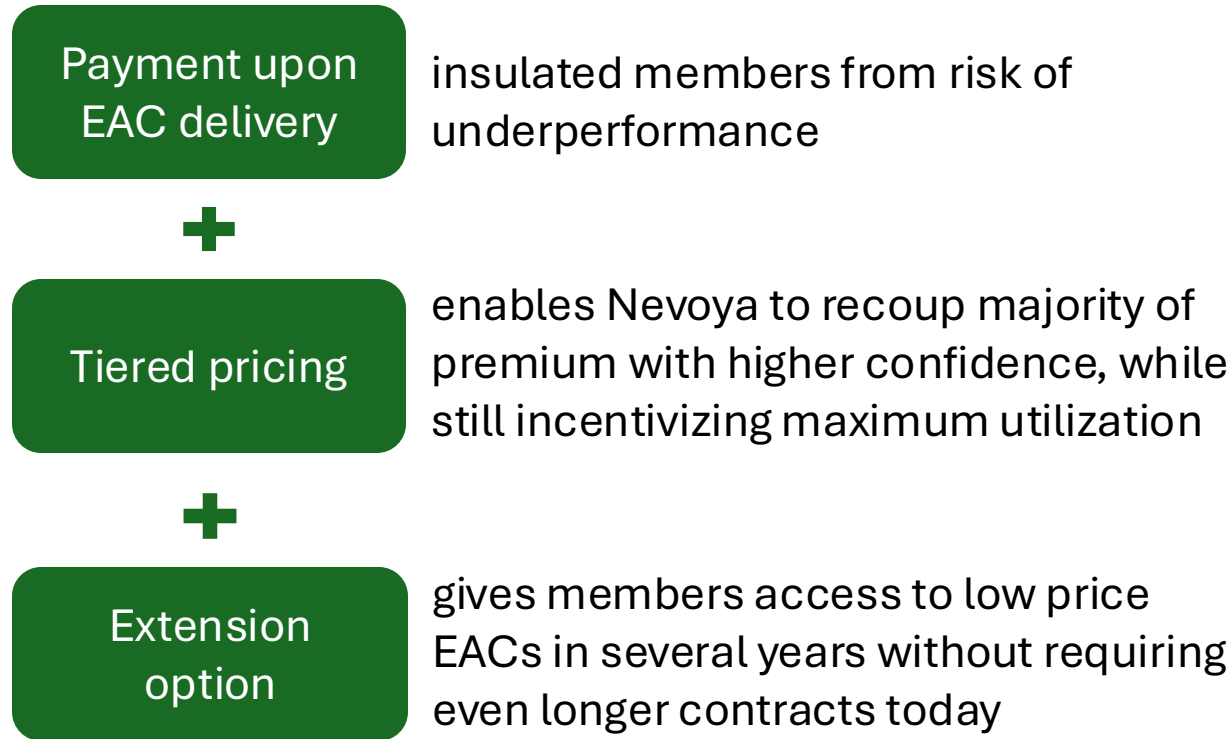 Payment upon
EAC delivery
insulated members from risk of
underperformance
Tiered pricing
enables Nevoya to recoup majority of
premium with higher confidence, while
still incentivizing maximum utilization
Extension
option
gives members access to low price
EACs in several years without requiring
even longer contracts today